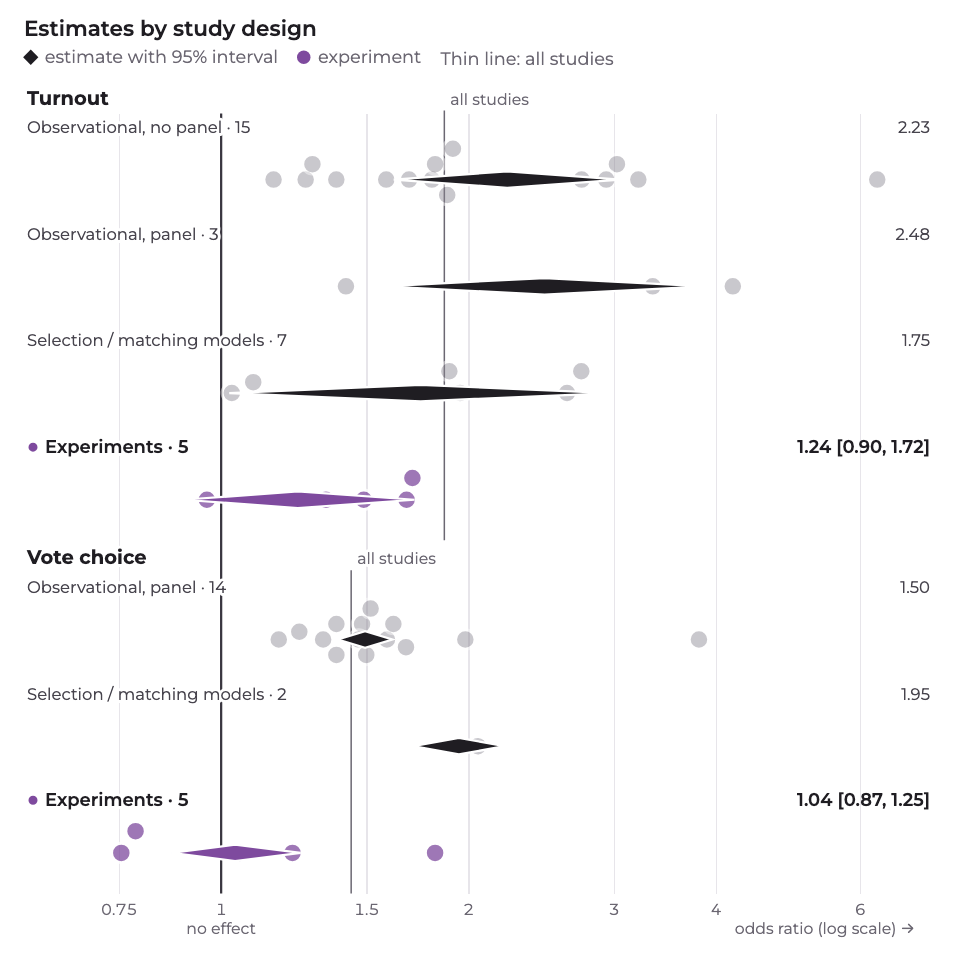 Estimates by study design
estimate with 95% interval experiment Thin line: all studies
Turnout
all studies
Observational, no panel · 15 2.23
Observational, panel · 3 2.48
Selection / matching models · 7 1.75
Experiments · 5 1.24 [0.90, 1.72]
Vote choice
all studies
Observational, panel · 14 1.50
Selection / matching models · 2 1.95
Experiments · 5 1.04 [0.87, 1.25]
0.75 1 1.5 2 3 4 6
no effect odds ratio (log scale) →